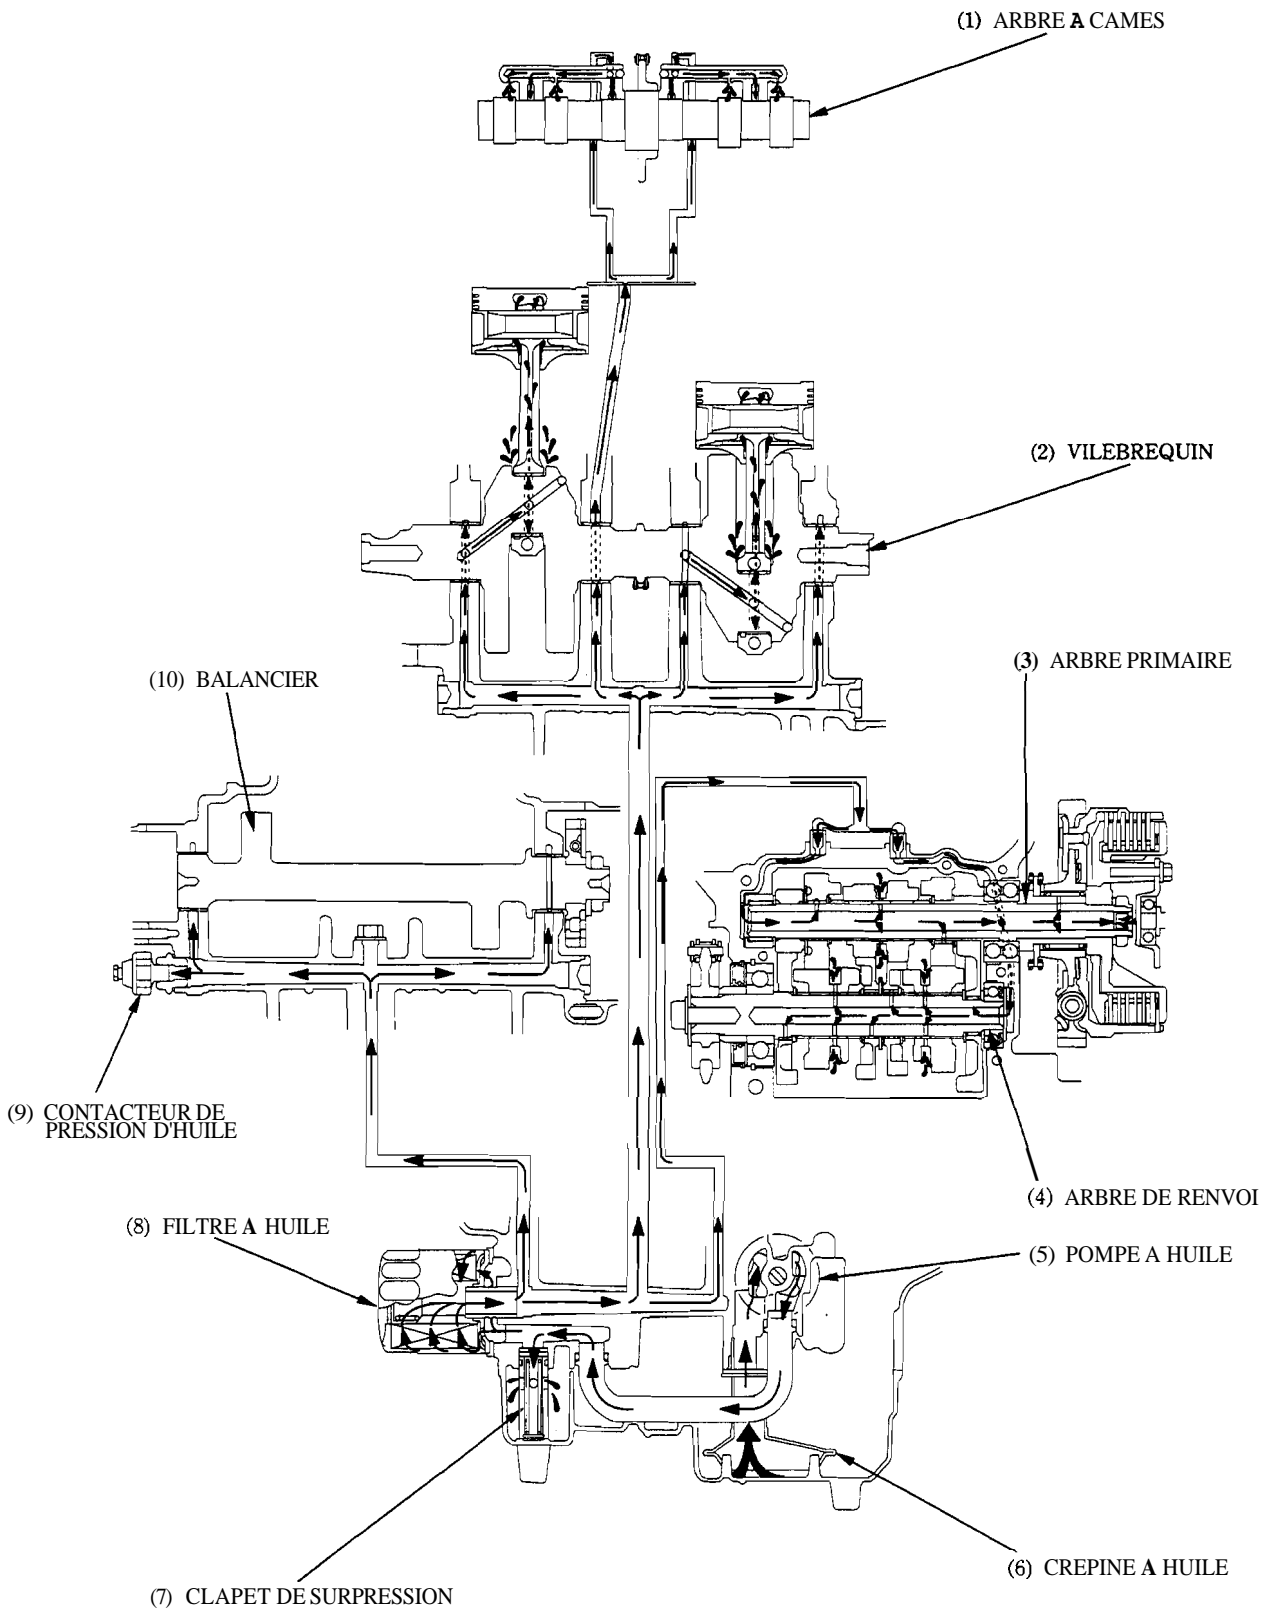 (1) ARBRE A CAMES
(2) VILEBREQUIN
(3) ARBRE PRIMAIRE
(10) BALANCIER
(9) CONTACTEUR DE
PRESSION D'HUILE
(4) ARBRE DE RENVOI
(8) FILTRE A HUILE
(5) POMPE A HUILE
(6) CREPINE A HUILE
(7) CLAPET DE SURPRESSION